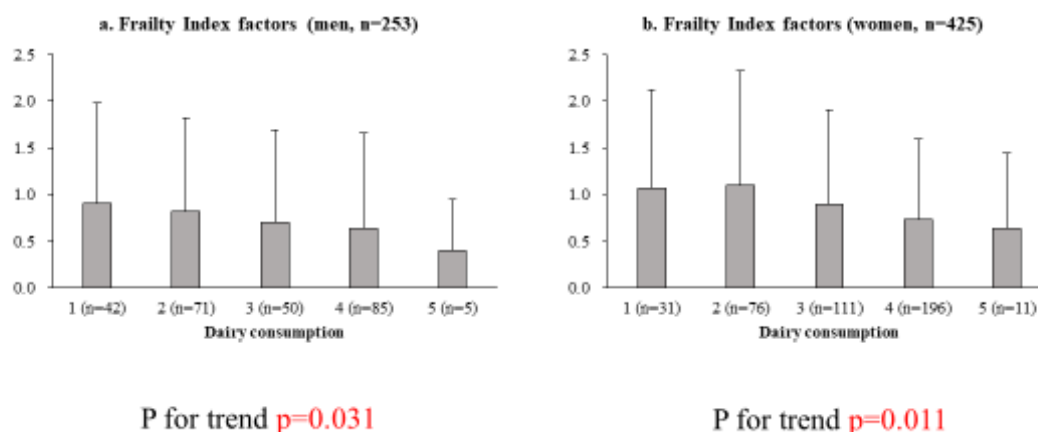 a. Frailty Index factors (men, n=253)
2.5
2.0
1.5
1.0
0.5
0.0
1 (n=42) 2 (n=71) 3 (n=50) 4 (n=85) 5 (n=5)
Dairy consumption
P for trend p=0.031
b. Frailty Index factors (women, n=425)
2.5
2.0
1.5
1.0
0.5
0.0
1 (n=31) 2 (n=76) 3 (n=111) 4 (n=196) 5 (n=11)
Dairy consumption
P for trend p=0.011